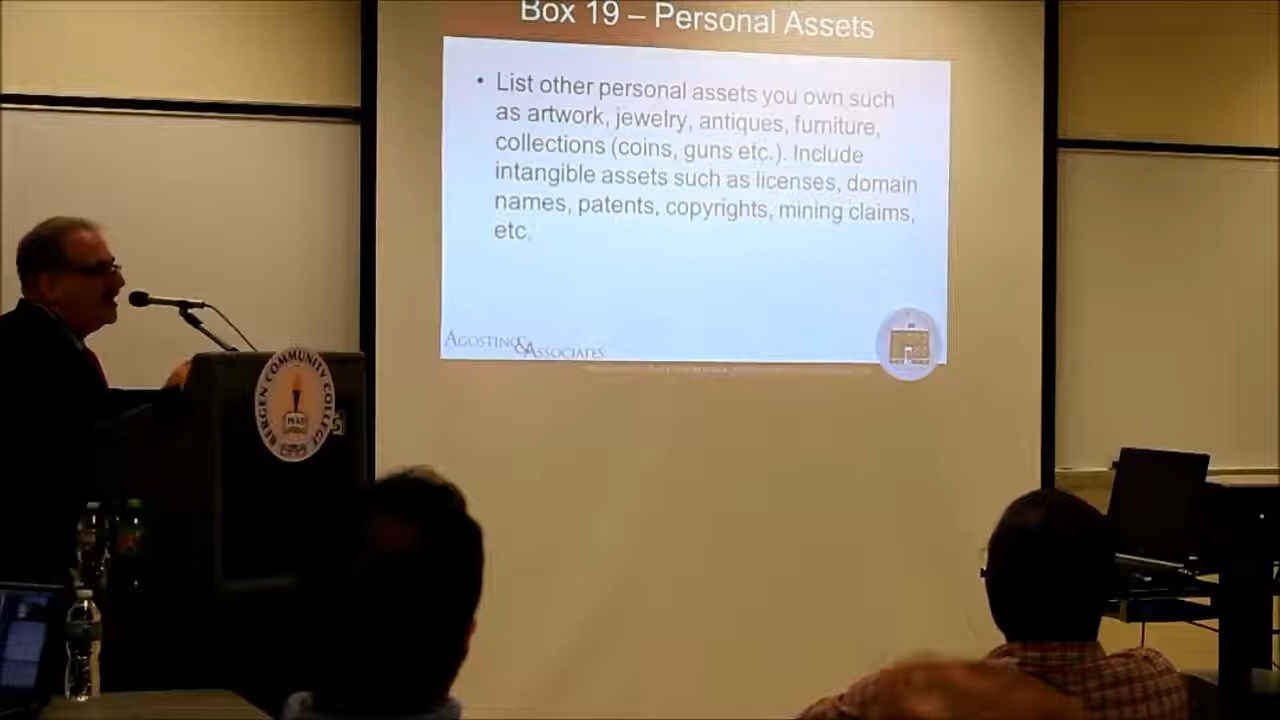 Box 19 – Personal Assets
• List other personal assets you own such
as artwork, jewelry, antiques, furniture,
collections (coins, guns etc.). Include
intangible assets such as licenses, domain
names, patents, copyrights, mining claims,
etc.
AGOSTINO & ASSOCIATES
BERGEN COMMUNITY COLLEGE